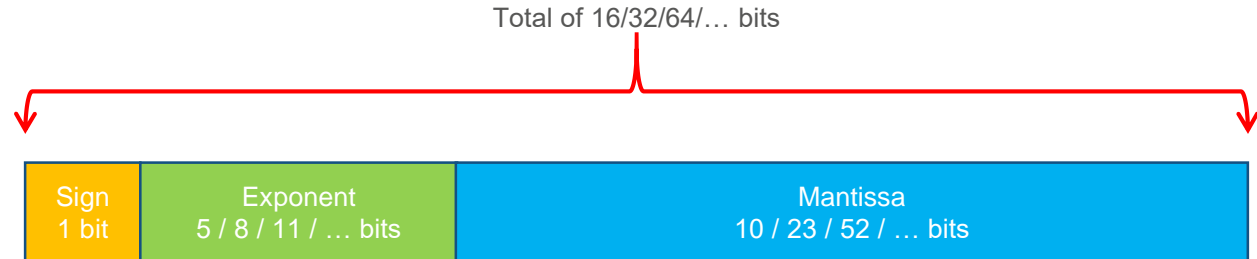 Total of 16/32/64/… bits
Sign
1 bit
Exponent
5 / 8 / 11 / … bits
Mantissa
10 / 23 / 52 / … bits